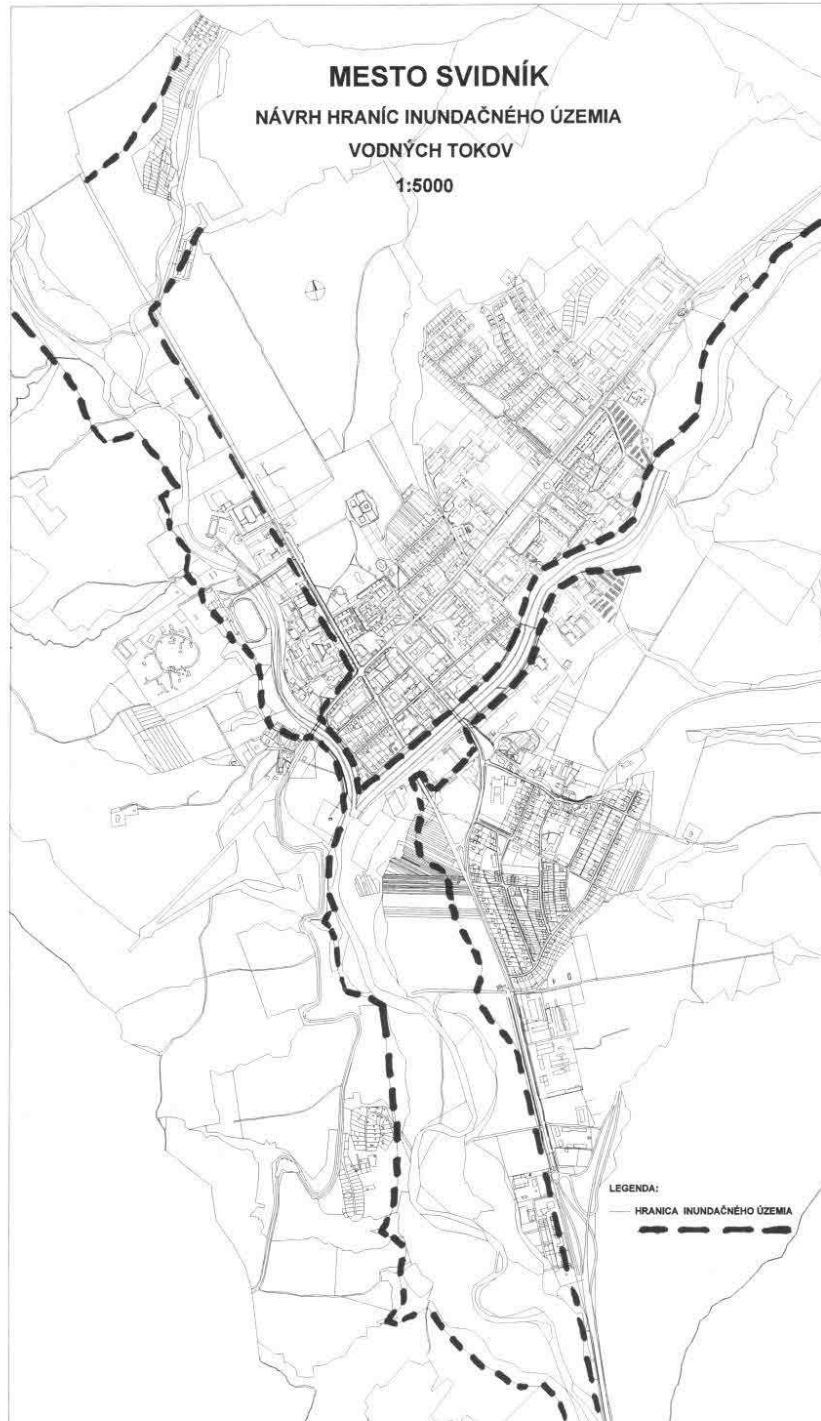 MESTO SVIDNÍK
NÁVRH HRANÍC INUNDAČNÉHO ÚZEMIA
VODNÝCH TOKOV
1:5000
LEGENDA:
HRANICA INUNDAČNÉHO ÚZEMIA